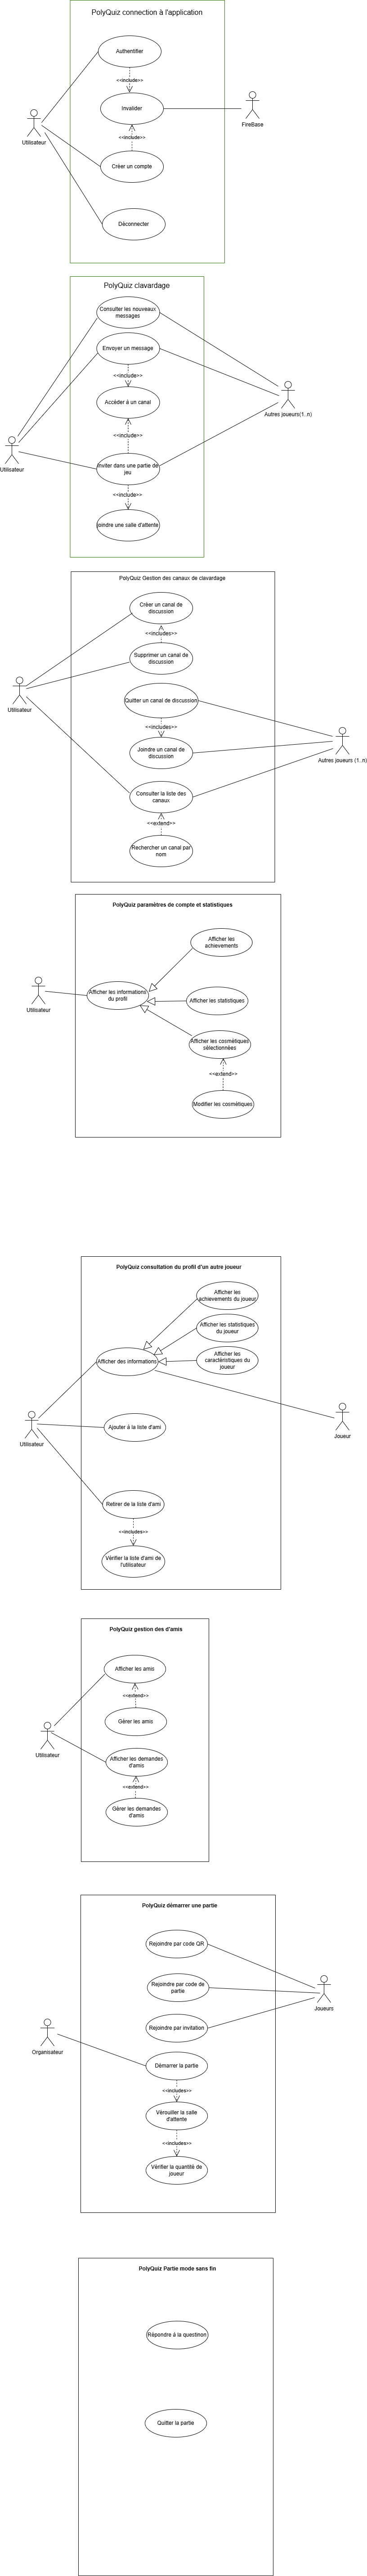 PolyQuiz connection à l'application
Authentifier
<<include>>
Invalider
FireBase
Utilisateur
<<include>>
Créer un compte
Déconnecter
PolyQuiz clavardage
Consulter les nouveaux
messages
Envoyer un message
<<include>>
Accéder à un canal
Autres joueurs(1..n)
<<include>>
Utilisateur
Inviter dans une partie de
jeu
<<include>>
joindre une salle d'attente
PolyQuiz Gestion des canaux de clavardage
Créer un canal de
discussion
<<includes>>
Supprimer un canal de
discussion
Utilisateur
Quitter un canal de discussion
<<includes>>
Joindre un canal de
discussion
Autres joueurs (1..n)
Consulter la liste des
canaux
<<extend>>
Rechercher un canal par
nom
PolyQuiz paramètres de compte et statistiques
Afficher les
achievements
Afficher les informations
du profil
Afficher les statistiques
Utilisateur
Afficher les cosmétiques
sélectionnées
<<extend>>
Modifier les cosmétiques
PolyQuiz consultation du profil d'un autre joueur
Afficher les
achievements du joueur
Afficher les statistiques
du joueur
Afficher des informations
Afficher les
caractéristiques du
joueur
Ajouter à la liste d'ami
Joueur
Utilisateur
Retirer de la liste d'ami
<<includes>>
Vérifier la liste d'ami de
l'utilisateur
PolyQuiz gestion des d'amis
Afficher les amis
<<extend>>
Gérer les amis
Utilisateur
Afficher les demandes
d'amis
<<extend>>
Gérer les demandes
d'amis
PolyQuiz démarrer une partie
Rejoindre par code QR
Rejoindre par code de
partie
Joueurs
Rejoindre par invitation
Organisateur
Démarrer la partie
<<includes>>
Vérouiller la salle
d'attente
<<includes>>
Vérifier la quantité de
joueur
PolyQuiz Partie mode sans fin
Répondre à la questinon
Quitter la partie